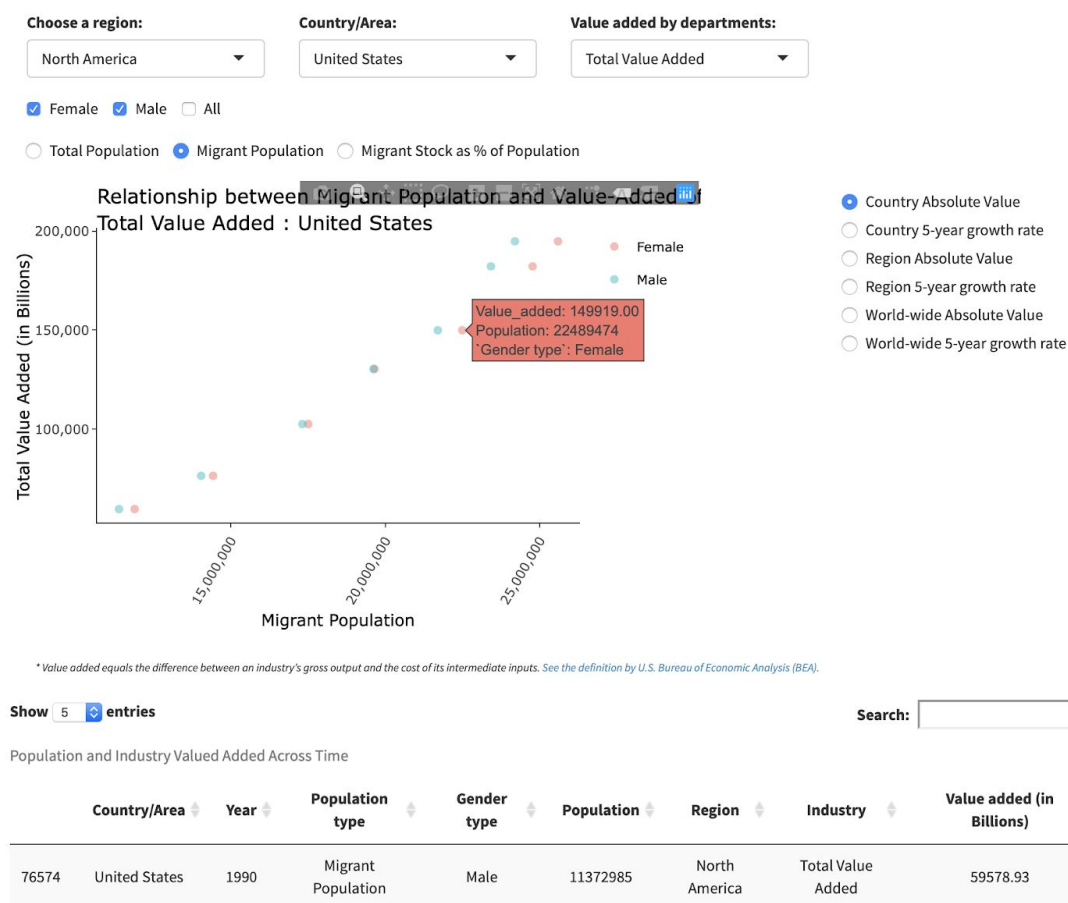 Choose a region:
Country/Area:
Value added by departments:
North America
United States
Total Value Added
Female
Male
All
Total Population
Migrant Population
Migrant Stock as % of Population
Relationship between Migrant Population and Value-Added of
Total Value Added : United States
Country Absolute Value
Country 5-year growth rate
Region Absolute Value
Region 5-year growth rate
World-wide Absolute Value
World-wide 5-year growth rate
Female
Male
Value_added: 149919.00
Population: 22489474
`Gender type`: Female
Total Value Added (in Billions)
200,000
150,000
100,000
15,000,000
20,000,000
25,000,000
Migrant Population
* Value added equals the difference between an industry's gross output and the cost of its intermediate inputs. See the definition by U.S. Bureau of Economic Analysis (BEA).
Show 5 entries
Search:
Population and Industry Valued Added Across Time
Country/Area
Year
Population
type
Gender
type
Population
Region
Industry
Value added (in
Billions)
76574
United States
1990
Migrant
Population
Male
11372985
North
America
Total Value
Added
59578.93